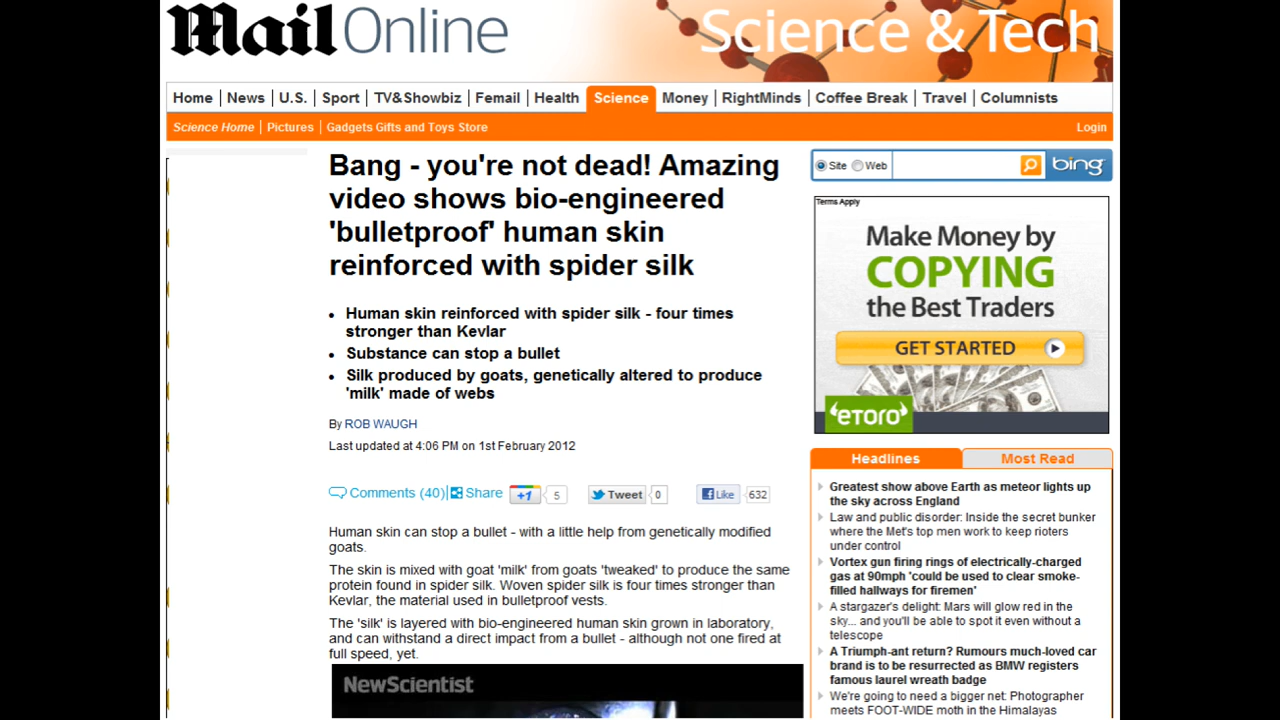 Mail Online
Science & Tech
Home News U.S. Sport TV&Showbiz Femail Health Science Money RightMinds Coffee Break Travel Columnists
Science Home Pictures Gadgets Gifts and Toys Store Login
Bang - you're not dead! Amazing
video shows bio-engineered
'bulletproof' human skin
reinforced with spider silk
Human skin reinforced with spider silk - four times
stronger than Kevlar
Substance can stop a bullet
Silk produced by goats, genetically altered to produce
'milk' made of webs
By ROB WAUGH
Last updated at 4:06 PM on 1st February 2012
Comments (40) Share +1 5 Tweet 0 Like 632
Human skin can stop a bullet - with a little help from genetically modified
goats.
The skin is mixed with goat 'milk' from goats 'tweaked' to produce the same
protein found in spider silk. Woven spider silk is four times stronger than
Kevlar, the material used in bulletproof vests.
The 'silk' is layered with bio-engineered human skin grown in laboratory,
and can withstand a direct impact from a bullet - although not one fired at
full speed, yet.
NewScientist
Site Web bing
Terms Apply
Make Money by
COPYING
the Best Traders
GET STARTED
eToro
Headlines Most Read
Greatest show above Earth as meteor lights up
the sky across England
Law and public disorder: Inside the secret bunker
where the Met's top men work to keep rioters
under control
Vortex gun firing rings of electrically-charged
gas at 90mph 'could be used to clear smoke-
filled hallways for firemen'
A stargazer's delight: Mars will glow red in the
sky... and you'll be able to spot it even without a
telescope
A Triumph-ant return? Rumours much-loved car
brand is to be resurrected as BMW registers
famous laurel wreath badge
We're going to need a bigger net: Photographer
meets FOOT-WIDE moth in the Himalayas